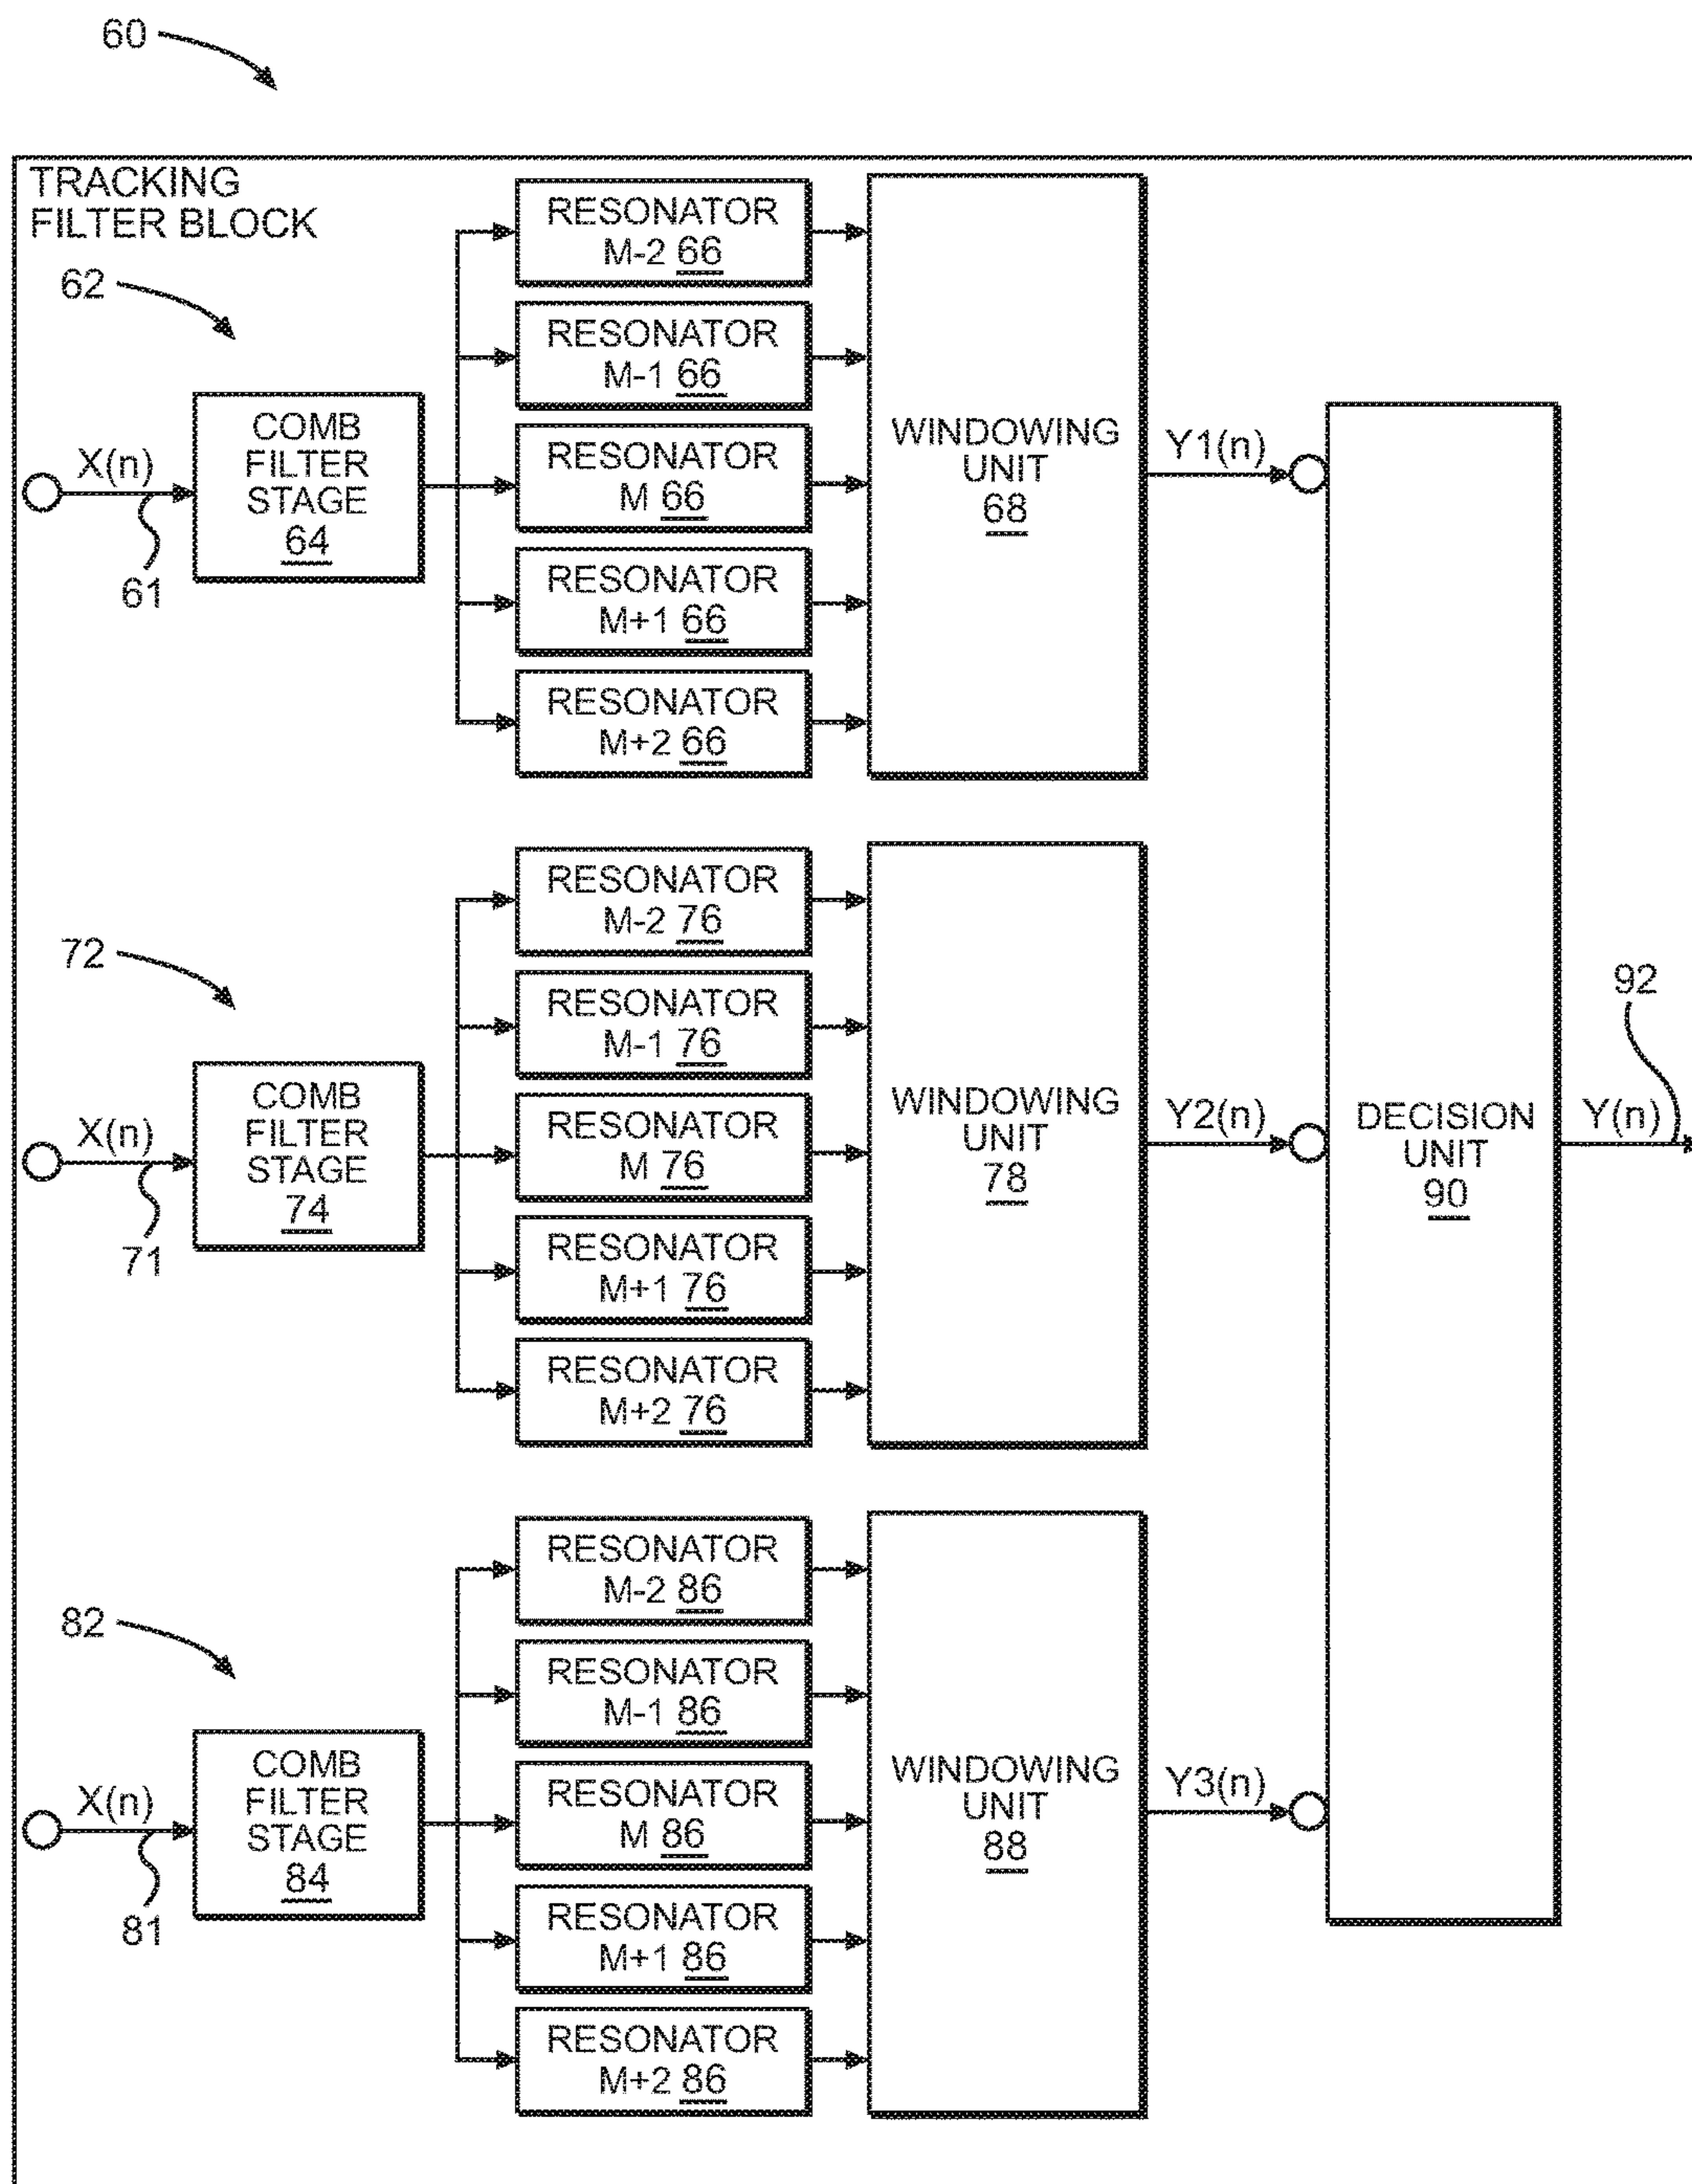 60
TRACKING
FILTER BLOCK
62
X(n)
61
COMB
FILTER
STAGE
64
RESONATOR
M-2 66
RESONATOR
M-1 66
RESONATOR
M 66
RESONATOR
M+1 66
RESONATOR
M+2 66
WINDOWING
UNIT
68
Y1(n)
72
X(n)
71
COMB
FILTER
STAGE
74
RESONATOR
M-2 76
RESONATOR
M-1 76
RESONATOR
M 76
RESONATOR
M+1 76
RESONATOR
M+2 76
WINDOWING
UNIT
78
Y2(n)
DECISION
UNIT
90
Y(n)
92
82
X(n)
81
COMB
FILTER
STAGE
84
RESONATOR
M-2 86
RESONATOR
M-1 86
RESONATOR
M 86
RESONATOR
M+1 86
RESONATOR
M+2 86
WINDOWING
UNIT
88
Y3(n)